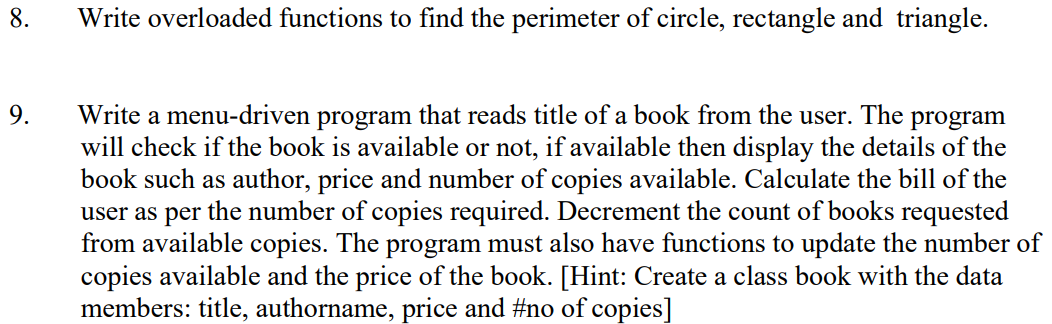 8. Write overloaded functions to find the perimeter of circle, rectangle and triangle.
9. Write a menu-driven program that reads title of a book from the user. The program
will check if the book is available or not, if available then display the details of the
book such as author, price and number of copies available. Calculate the bill of the
user as per the number of copies required. Decrement the count of books requested
from available copies. The program must also have functions to update the number of
copies available and the price of the book. [Hint: Create a class book with the data
members: title, authorname, price and #no of copies]